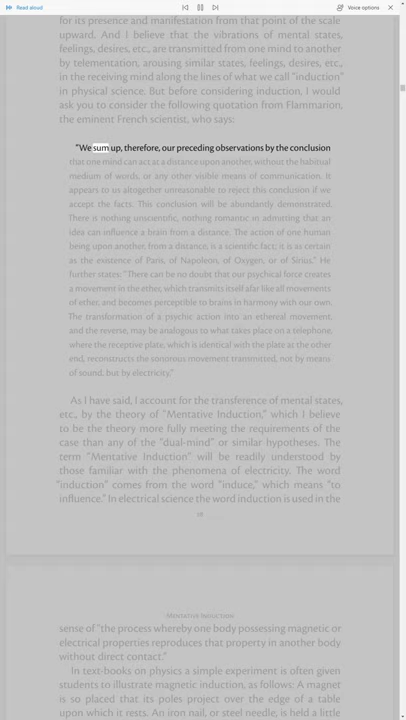 Read aloud
Voice options
for its presence and manifestation from that point of the scale
upward. And I believe that the vibrations of mental states,
feelings, desires, etc., are transmitted from one mind to another
by telementation, arousing similar states, feelings, desires, etc.,
in the receiving mind along the lines of what we call "induction"
in physical science. But before considering induction, I would
ask you to consider the following quotation from Flammarion,
the eminent French scientist, who says:
"We sum up, therefore, our preceding observations by the conclusion
that one mind can act at a distance upon another, without the habitual
medium of words, or any other visible means of communication. It
appears to us altogether unreasonable to reject this conclusion if we
accept the facts. This conclusion will be abundantly demonstrated.
There is nothing unscientific, nothing romantic in admitting that an
idea can influence a brain from a distance. The action of one human
being upon another, from a distance, is a scientific fact; it is as certain
as the existence of Paris, of Napoleon, of Oxygen, or of Sirius." He
further states: "There can be no doubt that our psychical force creates
a movement in the ether, which transmits itself afar like all movements
of ether, and becomes perceptible to brains in harmony with our own.
The transformation of a psychic action into an ethereal movement,
and the reverse, may be analogous to what takes place on a telephone,
where the receptive plate, which is identical with the plate at the other
end, reconstructs the sonorous movement transmitted, not by means
of sound, but by electricity."
As I have said, I account for the transference of mental states,
etc., by the theory of "Mentative Induction," which I believe
to be the theory more fully meeting the requirements of the
case than any of the "dual-mind" or similar hypotheses. The
term "Mentative Induction" will be readily understood by
those familiar with the phenomena of electricity. The word
"induction" comes from the word "induce," which means "to
influence." In electrical science the word induction is used in the
Mentative Induction
sense of "the process whereby one body possessing magnetic or
electrical properties reproduces that property in another body
without direct contact."
In text-books on physics a simple experiment is often given
students to illustrate magnetic induction, as follows: A magnet
is so placed that its poles project over the edge of a table
upon which it rests. An iron nail, or steel needle, is held a little